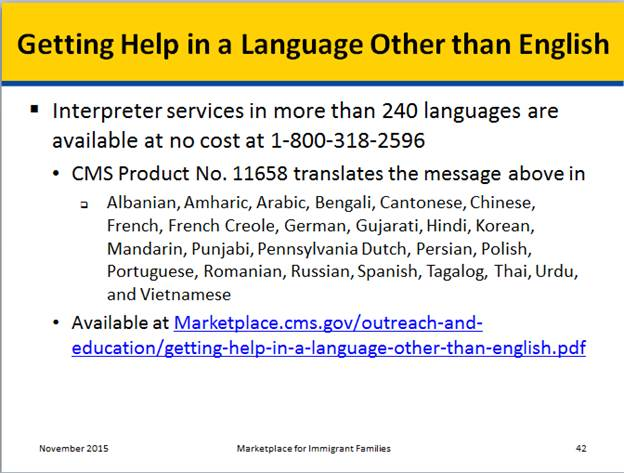 Getting Help in a Language Other than English
▪ Interpreter services in more than 240 languages are
available at no cost at 1-800-318-2596
• CMS Product No. 11658 translates the message above in
❑ Albanian, Amharic, Arabic, Bengali, Cantonese, Chinese,
French, French Creole, German, Gujarati, Hindi, Korean,
Mandarin, Punjabi, Pennsylvania Dutch, Persian, Polish,
Portuguese, Romanian, Russian, Spanish, Tagalog, Thai, Urdu,
and Vietnamese
• Available at Marketplace.cms.gov/outreach-and-
education/getting-help-in-a-language-other-than-english.pdf
November 2015
Marketplace for Immigrant Families
42